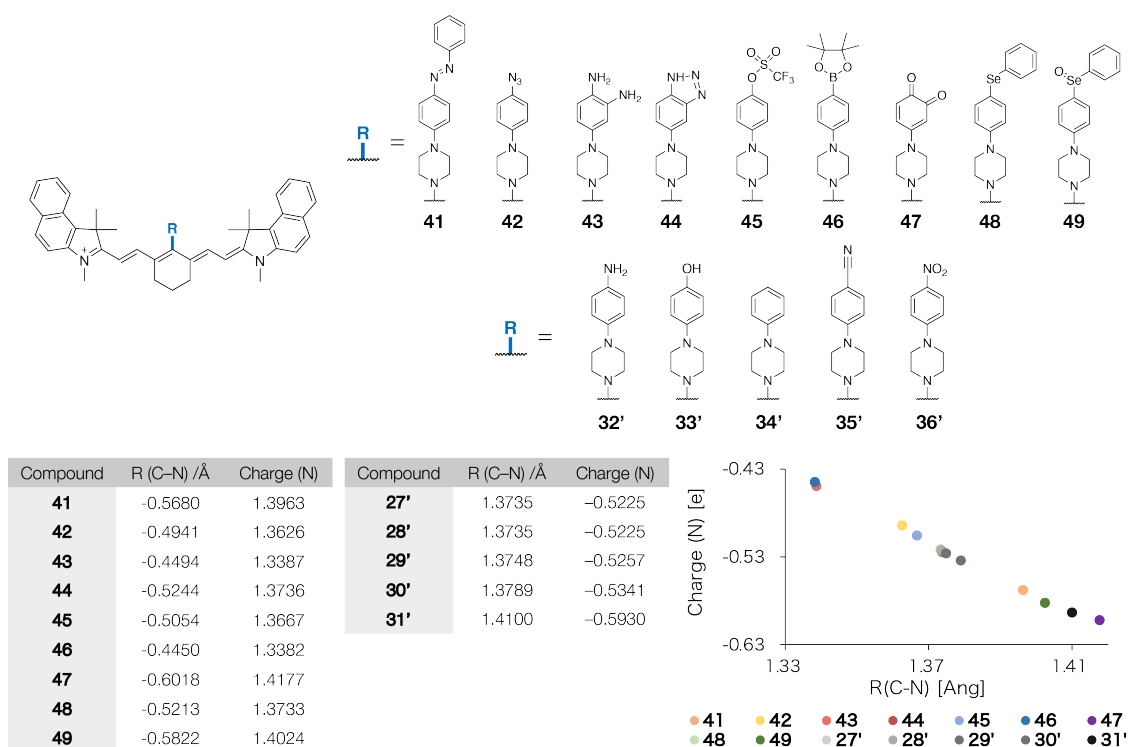 R
=
N
N
N
N
41
N₃
N
N
42
NH₂
NH₂
N
N
43
NH
N
N
N
N
44
O
O
S
O
CF₃
N
N
45
O
O
B
N
N
46
O
O
N
N
47
Se
N
N
48
O
Se
N
N
49
R
N
+
N
R
=
NH₂
N
N
32’
OH
N
N
33’
N
N
34’
N
N
N
35’
NO₂
N
N
36’
Compound R (C–N) /Å Charge (N)
41 -0.5680 1.3963
42 -0.4941 1.3626
43 -0.4494 1.3387
44 -0.5244 1.3736
45 -0.5054 1.3667
46 -0.4450 1.3382
47 -0.6018 1.4177
48 -0.5213 1.3733
49 -0.5822 1.4024
Compound R (C–N) /Å Charge (N)
27’ 1.3735 –0.5225
28’ 1.3735 –0.5225
29’ 1.3748 –0.5257
30’ 1.3789 –0.5341
31’ 1.4100 –0.5930
Charge (N) [e]
-0.43
-0.53
-0.63
1.33 1.37 1.41
R(C-N) [Ang]
41 42 43 44 45 46 47
48 49 27' 28' 29' 30' 31'